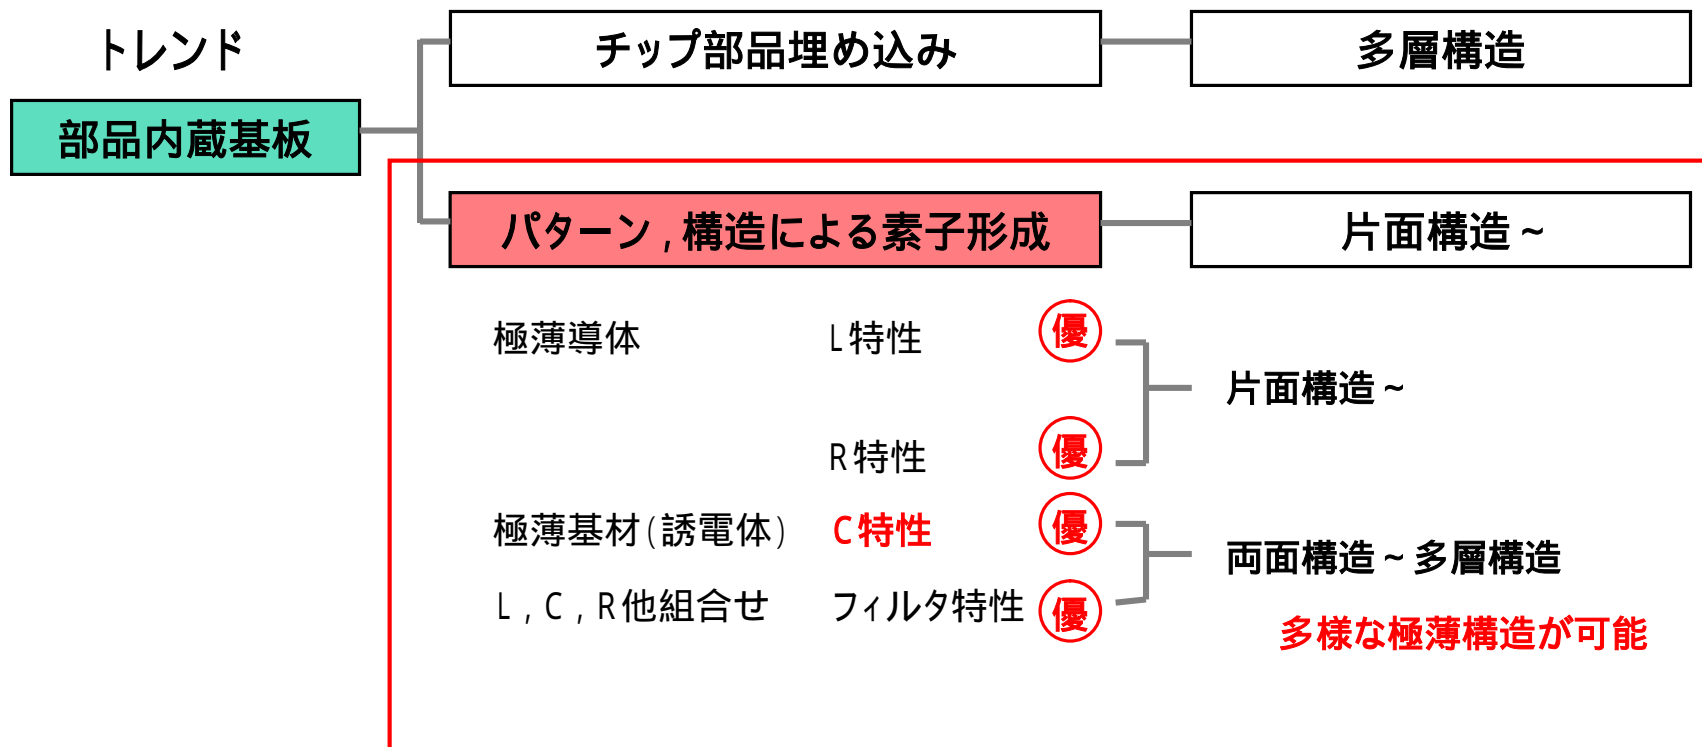 トレンド
部品内蔵基板
チップ部品埋め込み
多層構造
パターン,構造による素子形成
片面構造~
極薄導体
L特性
優
R特性
優
片面構造~
極薄基材(誘電体)
C特性
優
L,C,R他組合せ
フィルタ特性
優
両面構造~多層構造
多様な極薄構造が可能